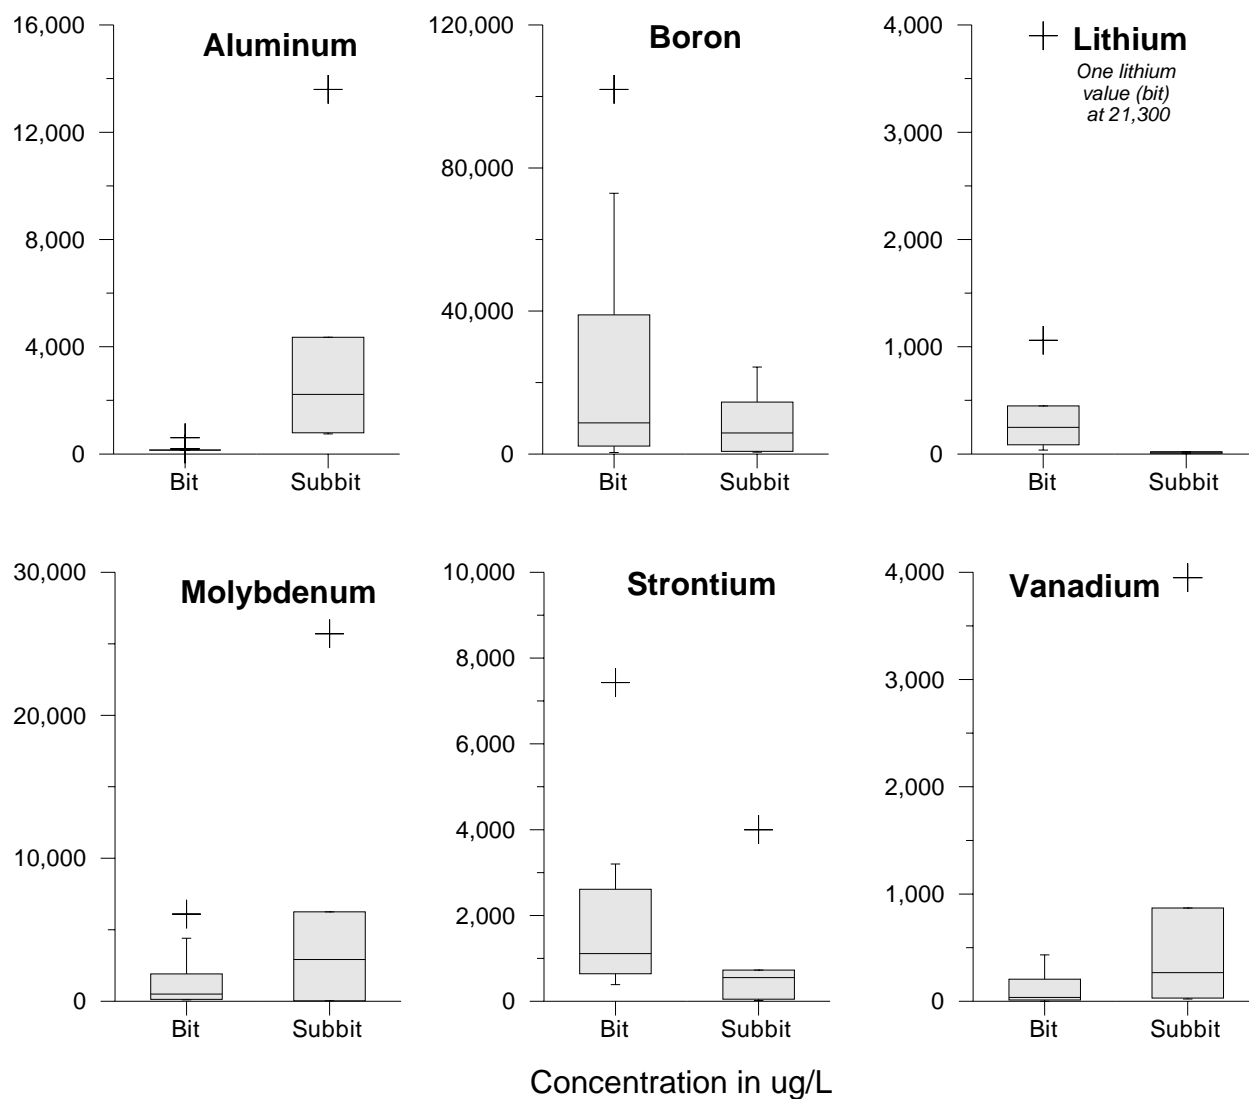 Aluminum
16,000
12,000
8,000
4,000
0
Bit
Subbit
Boron
120,000
80,000
40,000
0
Bit
Subbit
Lithium
One lithium
value (bit)
at 21,300
4,000
3,000
2,000
1,000
0
Bit
Subbit
Molybdenum
30,000
20,000
10,000
0
Bit
Subbit
Strontium
10,000
8,000
6,000
4,000
2,000
0
Bit
Subbit
Vanadium
4,000
3,000
2,000
1,000
0
Bit
Subbit
Concentration in ug/L